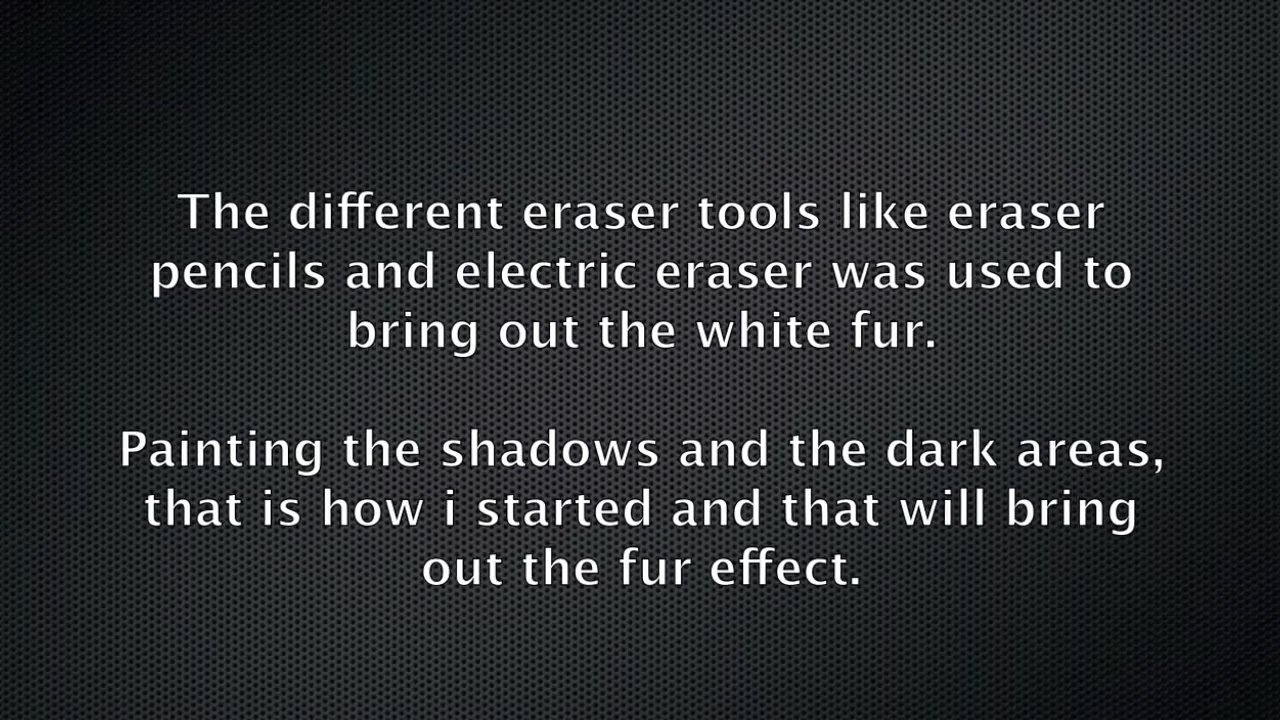 The different eraser tools like eraser
pencils and electric eraser was used to
bring out the white fur.
Painting the shadows and the dark areas,
that is how i started and that will bring
out the fur effect.